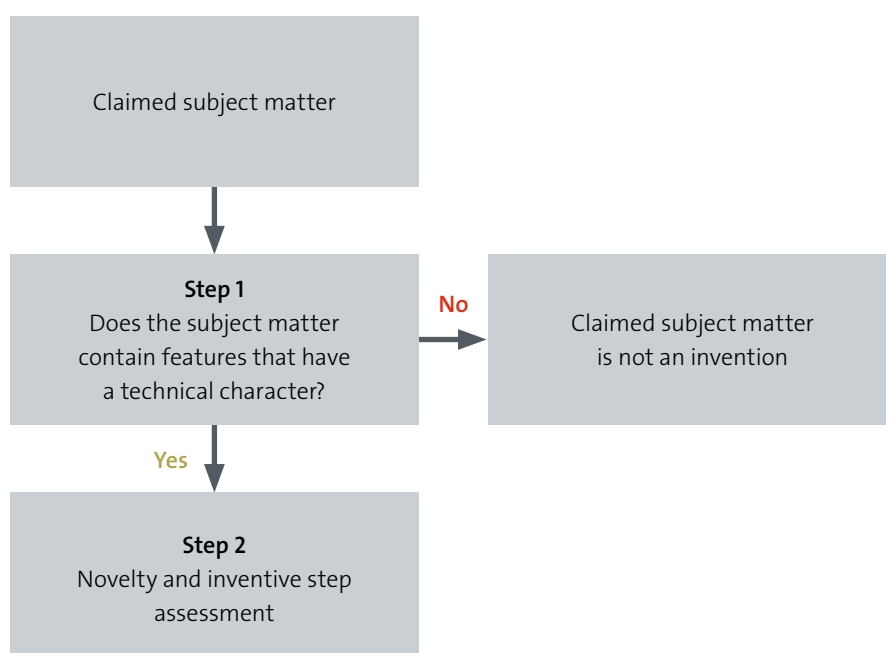 Claimed subject matter
Step 1
Does the subject matter
contain features that have
a technical character?
No
Claimed subject matter
is not an invention
Yes
Step 2
Novelty and inventive step
assessment